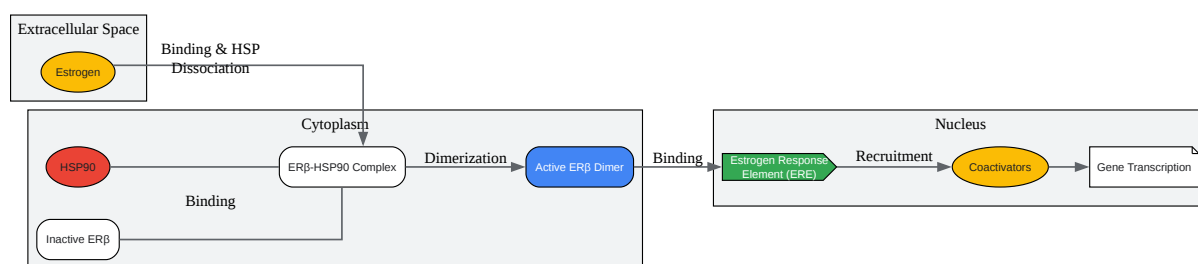 Extracellular Space
Estrogen
Binding & HSP
Dissociation
Cytoplasm
HSP90
ERβ-HSP90 Complex
Dimerization
Active ERβ Dimer
Binding
Inactive ERβ
Binding
Nucleus
Estrogen Response
Element (ERE)
Recruitment
Coactivators
Gene Transcription